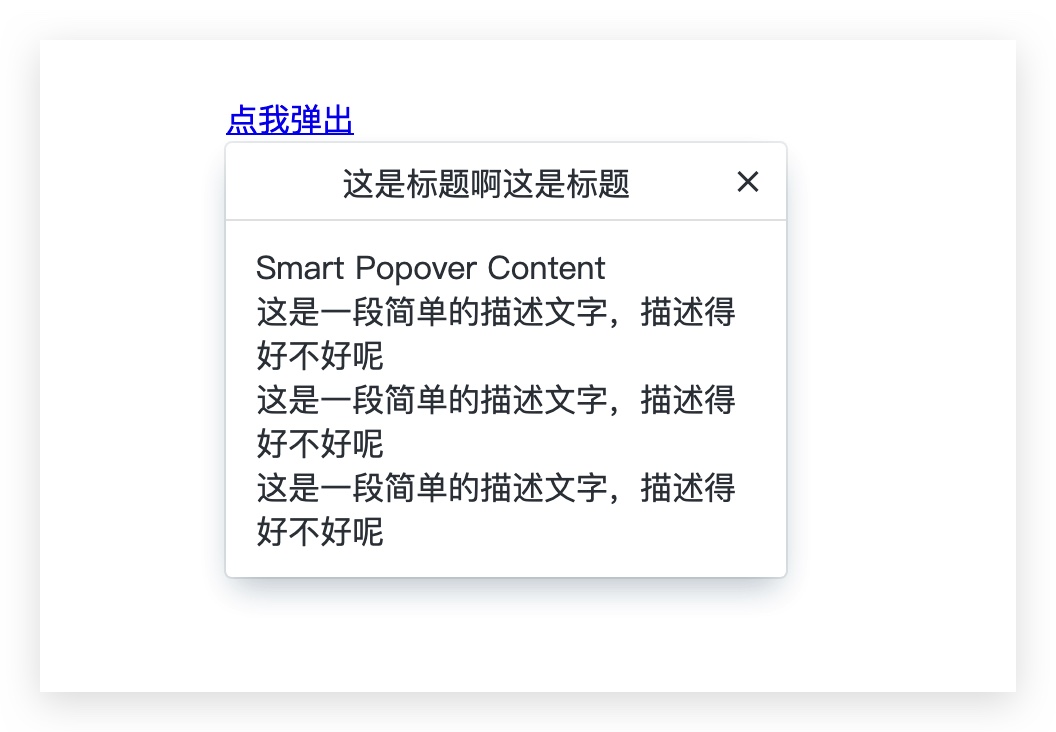 点我弹出
这是标题啊这是标题
Smart Popover Content
这是一段简单的描述文字，描述得
好不好呢
这是一段简单的描述文字，描述得
好不好呢
这是一段简单的描述文字，描述得
好不好呢